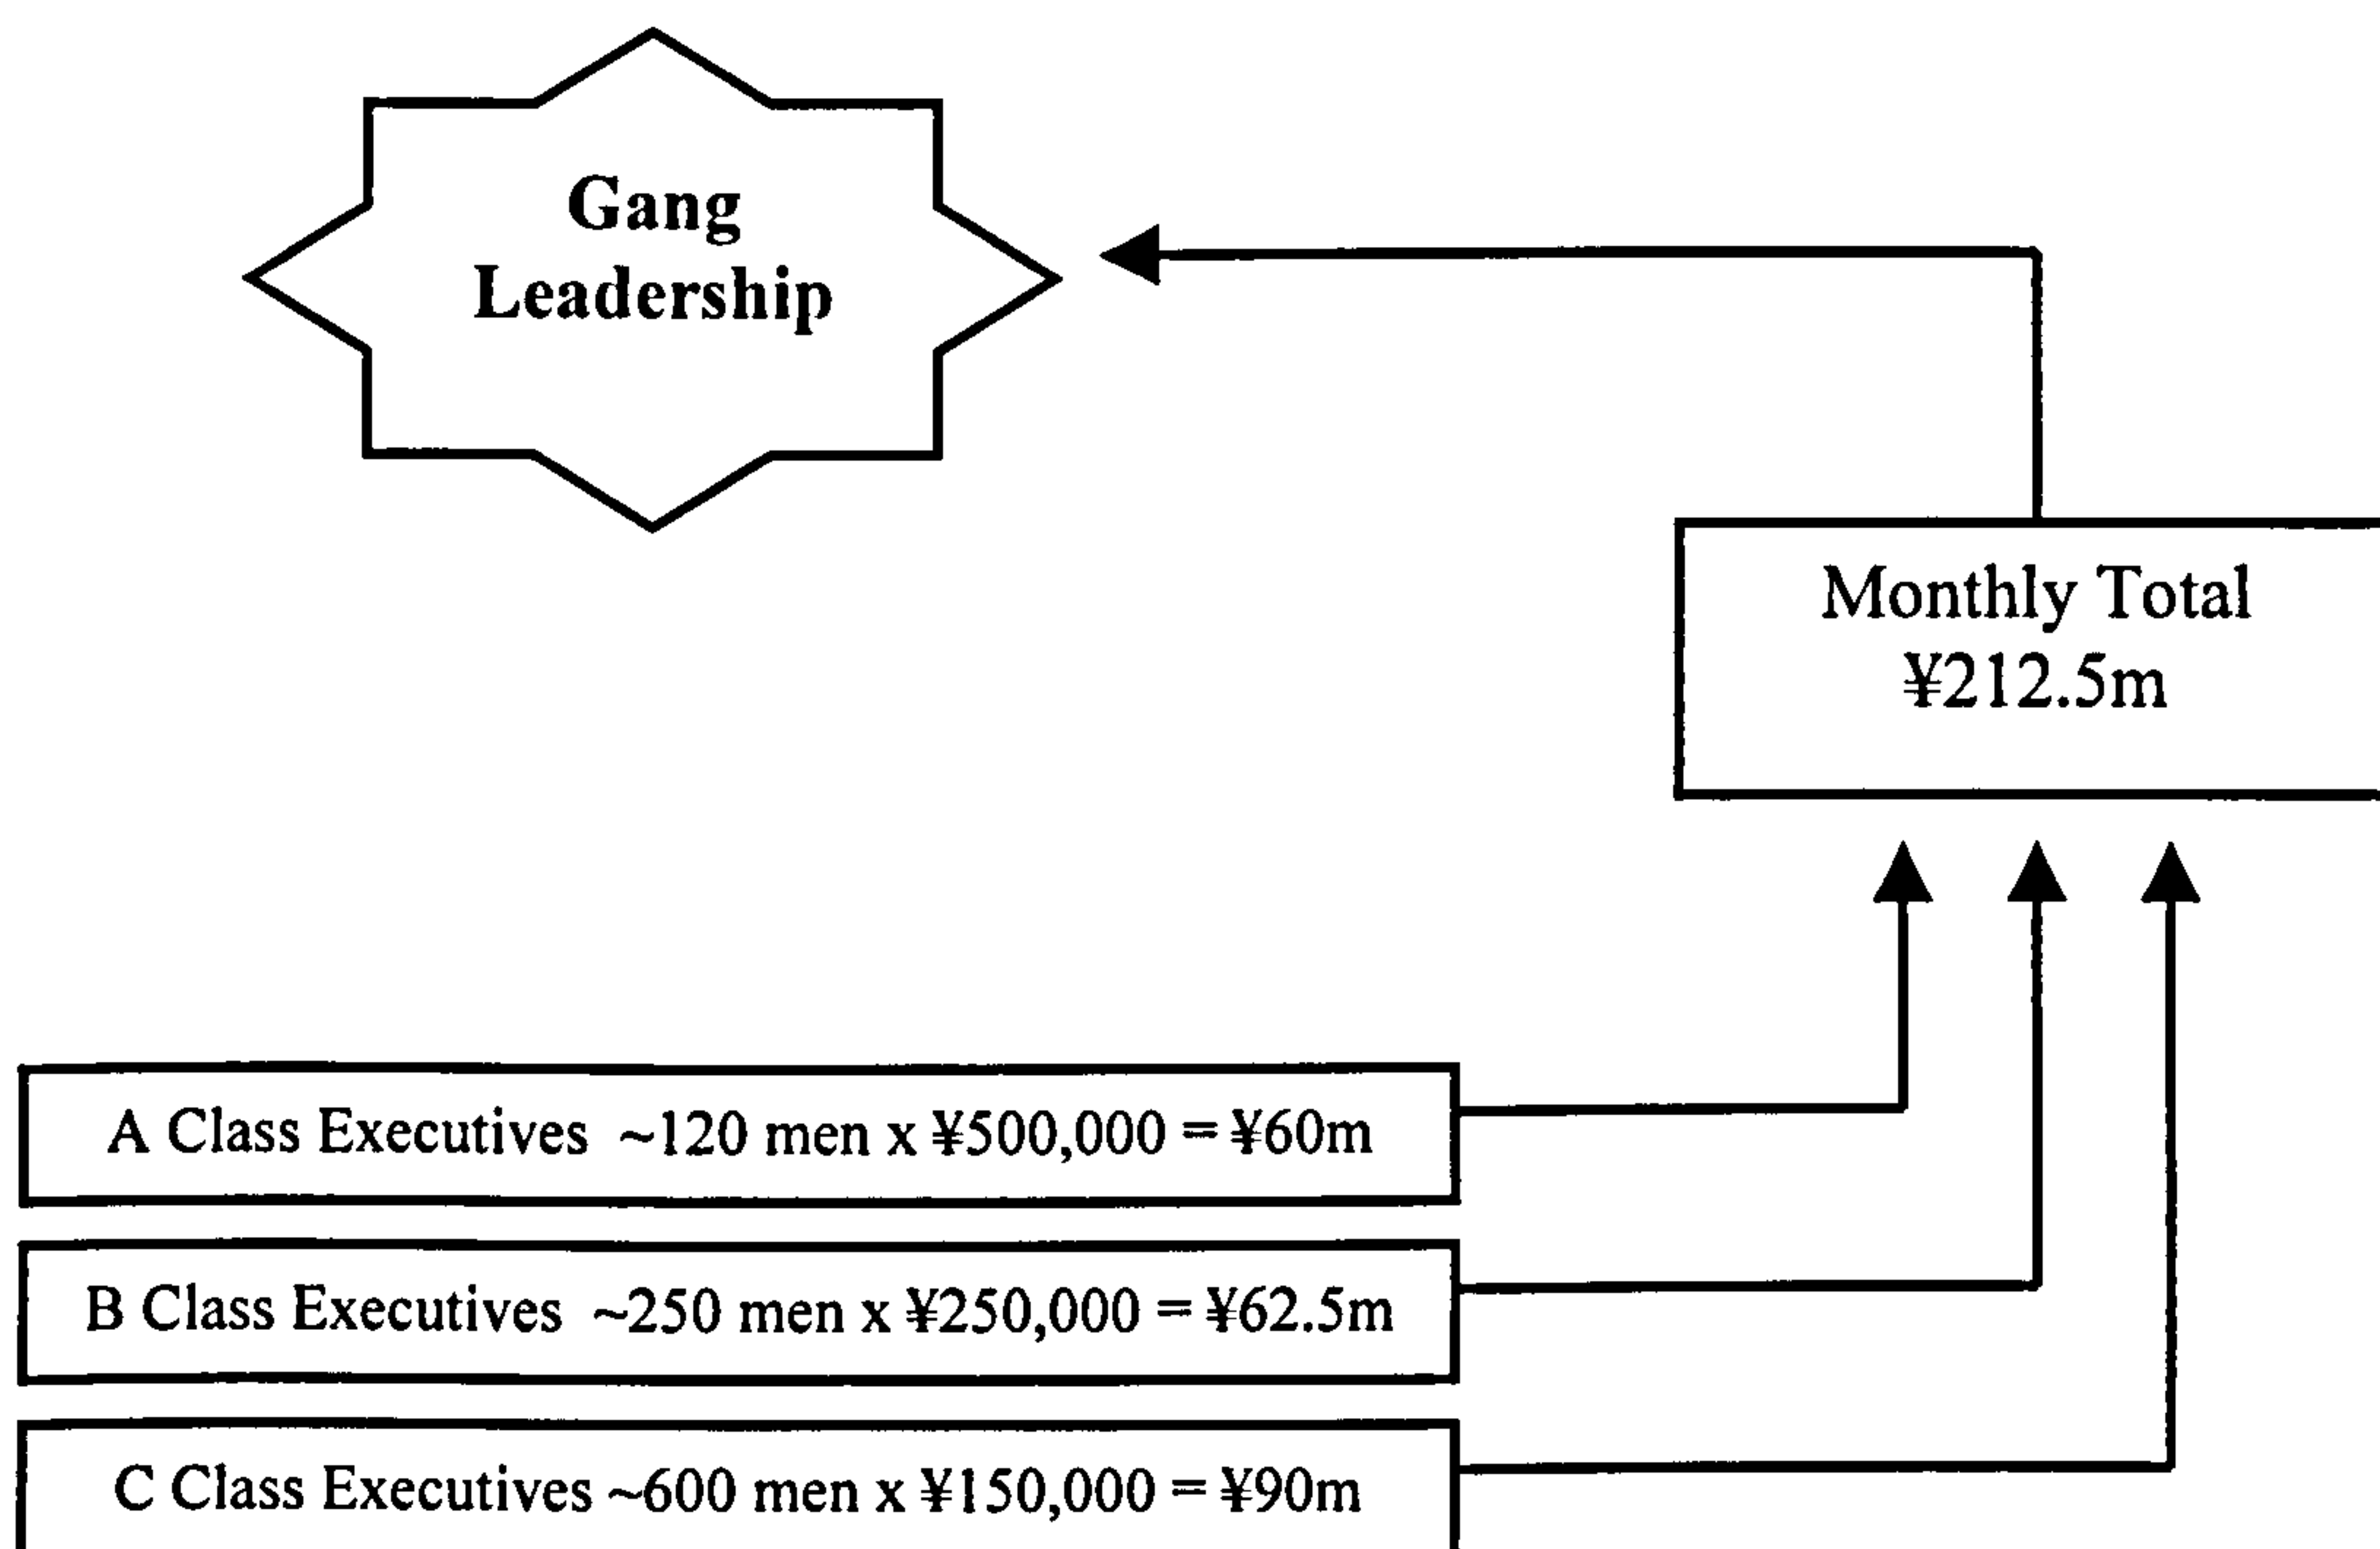 Gang
Leadership
Monthly Total
¥212.5m
A Class Executives ~120 men x ¥500,000 = ¥60m
B Class Executives ~250 men x ¥250,000 = ¥62.5m
C Class Executives ~600 men x ¥150,000 = ¥90m